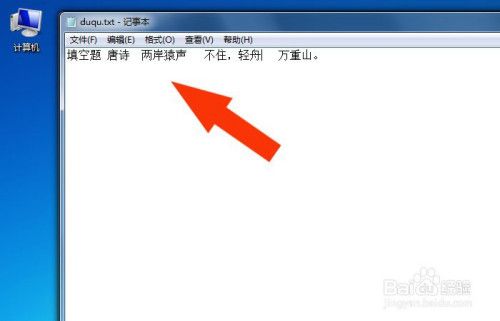 duqu.txt - 记事本
计算机
文件(F) 编辑(E) 格式(O) 查看(V) 帮助(H)
填空题 唐诗 两岸猿声 不住，轻舟 万重山。
Baidu 经验
jingyan.baidu.com